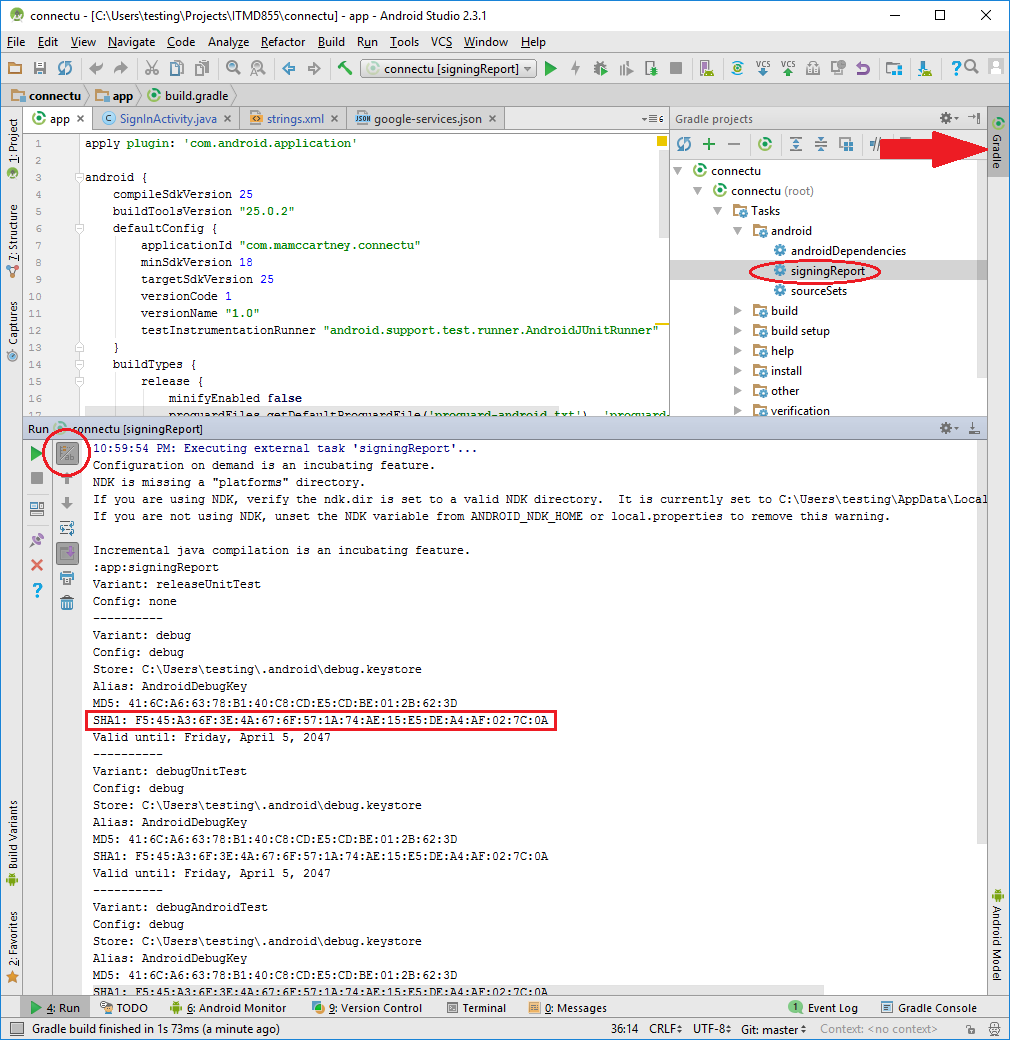 connectu - [C:\Users\testing\Projects\ITMD855\connectu] - app - Android Studio 2.3.1
File Edit View Navigate Code Analyze Refactor Build Run Tools VCS Window Help
connectu [signingReport]
VCS VCS
connectu app build.gradle
app SignInActivity.java strings.xml google-services.json
6
1: Project
7: Structure
Captures
1 apply plugin: 'com.android.application'
2
3 android {
4 compileSdkVersion 25
5 buildToolsVersion "25.0.2"
6 defaultConfig {
7 applicationId "com.mamccartney.connectu"
8 minSdkVersion 18
9 targetSdkVersion 25
10 versionCode 1
11 versionName "1.0"
12 testInstrumentationRunner "android.support.test.runner.AndroidJUnitRunner"
13 }
14 buildTypes {
15 release {
16 minifyEnabled false
17 proguardFiles getDefaultProguardFile('proguard-android.txt'), 'proguard-
Gradle projects
connectu
connectu (root)
Tasks
android
androidDependencies
signingReport
sourceSets
build
build setup
help
install
other
verification
Gradle
Run connectu [signingReport]
10:59:54 PM: Executing external task 'signingReport'...
Configuration on demand is an incubating feature.
NDK is missing a "platforms" directory.
If you are using NDK, verify the ndk.dir is set to a valid NDK directory.  It is currently set to C:\Users\testing\AppData\Local
If you are not using NDK, unset the NDK variable from ANDROID_NDK_HOME or local.properties to remove this warning.
Incremental java compilation is an incubating feature.
:app:signingReport
Variant: releaseUnitTest
Config: none
----------
Variant: debug
Config: debug
Store: C:\Users\testing\.android\debug.keystore
Alias: AndroidDebugKey
MD5: 41:6C:A6:63:78:B1:40:C8:CD:E5:CD:BE:01:2B:62:3D
SHA1: F5:45:A3:6F:3E:4A:67:6F:57:1A:74:AE:15:E5:DE:A4:AF:02:7C:0A
Valid until: Friday, April 5, 2047
----------
Variant: debugUnitTest
Config: debug
Store: C:\Users\testing\.android\debug.keystore
Alias: AndroidDebugKey
MD5: 41:6C:A6:63:78:B1:40:C8:CD:E5:CD:BE:01:2B:62:3D
SHA1: F5:45:A3:6F:3E:4A:67:6F:57:1A:74:AE:15:E5:DE:A4:AF:02:7C:0A
Valid until: Friday, April 5, 2047
----------
Variant: debugAndroidTest
Config: debug
Store: C:\Users\testing\.android\debug.keystore
Alias: AndroidDebugKey
MD5: 41:6C:A6:63:78:B1:40:C8:CD:E5:CD:BE:01:2B:62:3D
SHA1: F5:45:A3:6F:3E:4A:67:6F:57:1A:74:AE:15:E5:DE:A4:AF:02:7C:0A
Build Variants
2: Favorites
Android Model
4: Run TODO 6: Android Monitor 9: Version Control Terminal 0: Messages 1 Event Log Gradle Console
Gradle build finished in 1s 73ms (a minute ago) 36:14 CRLF UTF-8 Git: master Context: <no context>